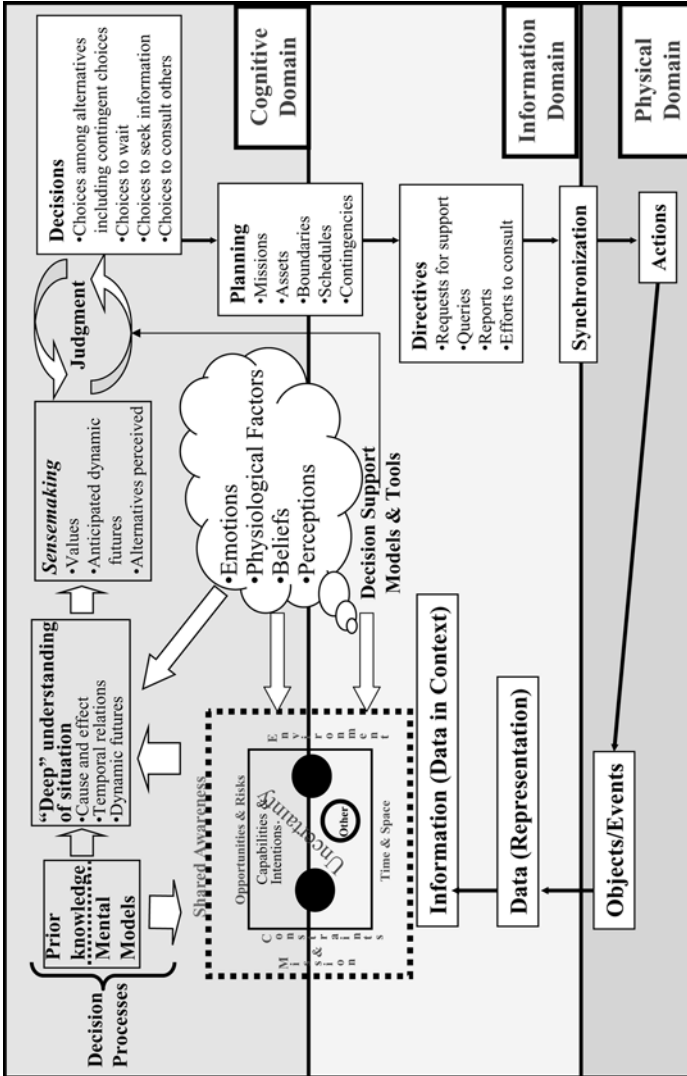 Decision
Processes
Prior
knowledge
Mental
Models
“Deep” understanding
of situation
•Cause and effect
•Temporal relations
•Dynamic futures
Sensemaking
•Values
•Anticipated dynamic
futures
•Alternatives perceived
Judgment
Decisions
•Choices among alternatives
including contingent choices
•Choices to wait
•Choices to seek information
•Choices to consult others
Cognitive
Domain
Shared Awareness
Mission
&
Constraints
Opportunities & Risks
Capabilities &
Intentions
Uncertainty
Other
Time & Space
Environment
•Emotions
•Physiological Factors
•Beliefs
•Perceptions
Planning
•Missions
•Assets
•Boundaries
•Schedules
•Contingencies
Decision Support
Models & Tools
Directives
•Requests for support
•Queries
•Reports
•Efforts to consult
Information (Data in Context)
Data (Representation)
Information
Domain
Synchronization
Objects/Events
Actions
Physical
Domain